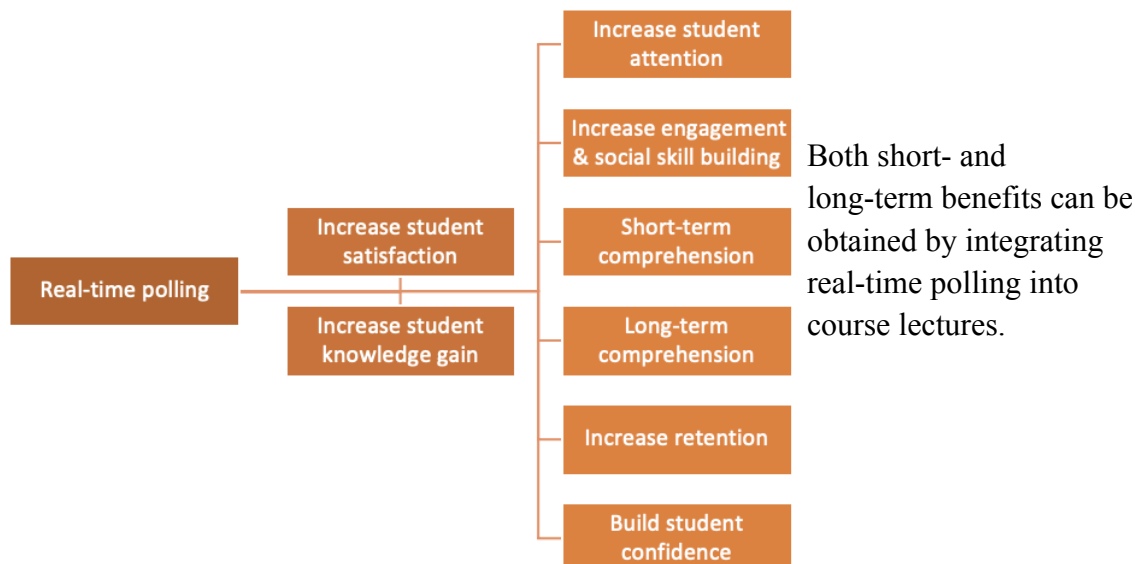 Real-time polling
Increase student
satisfaction
Increase student
knowledge gain
Increase student
attention
Increase engagement
& social skill building
Short-term
comprehension
Long-term
comprehension
Increase retention
Build student
confidence
Both short- and
long-term benefits can be
obtained by integrating
real-time polling into
course lectures.